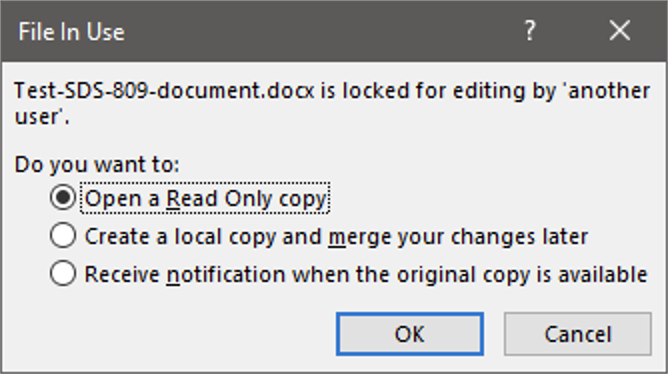 File In Use
?
Test-SDS-809-document.docx is locked for editing by 'another
user'.
Do you want to:
Open a Read Only copy
Create a local copy and merge your changes later
Receive notification when the original copy is available
OK
Cancel